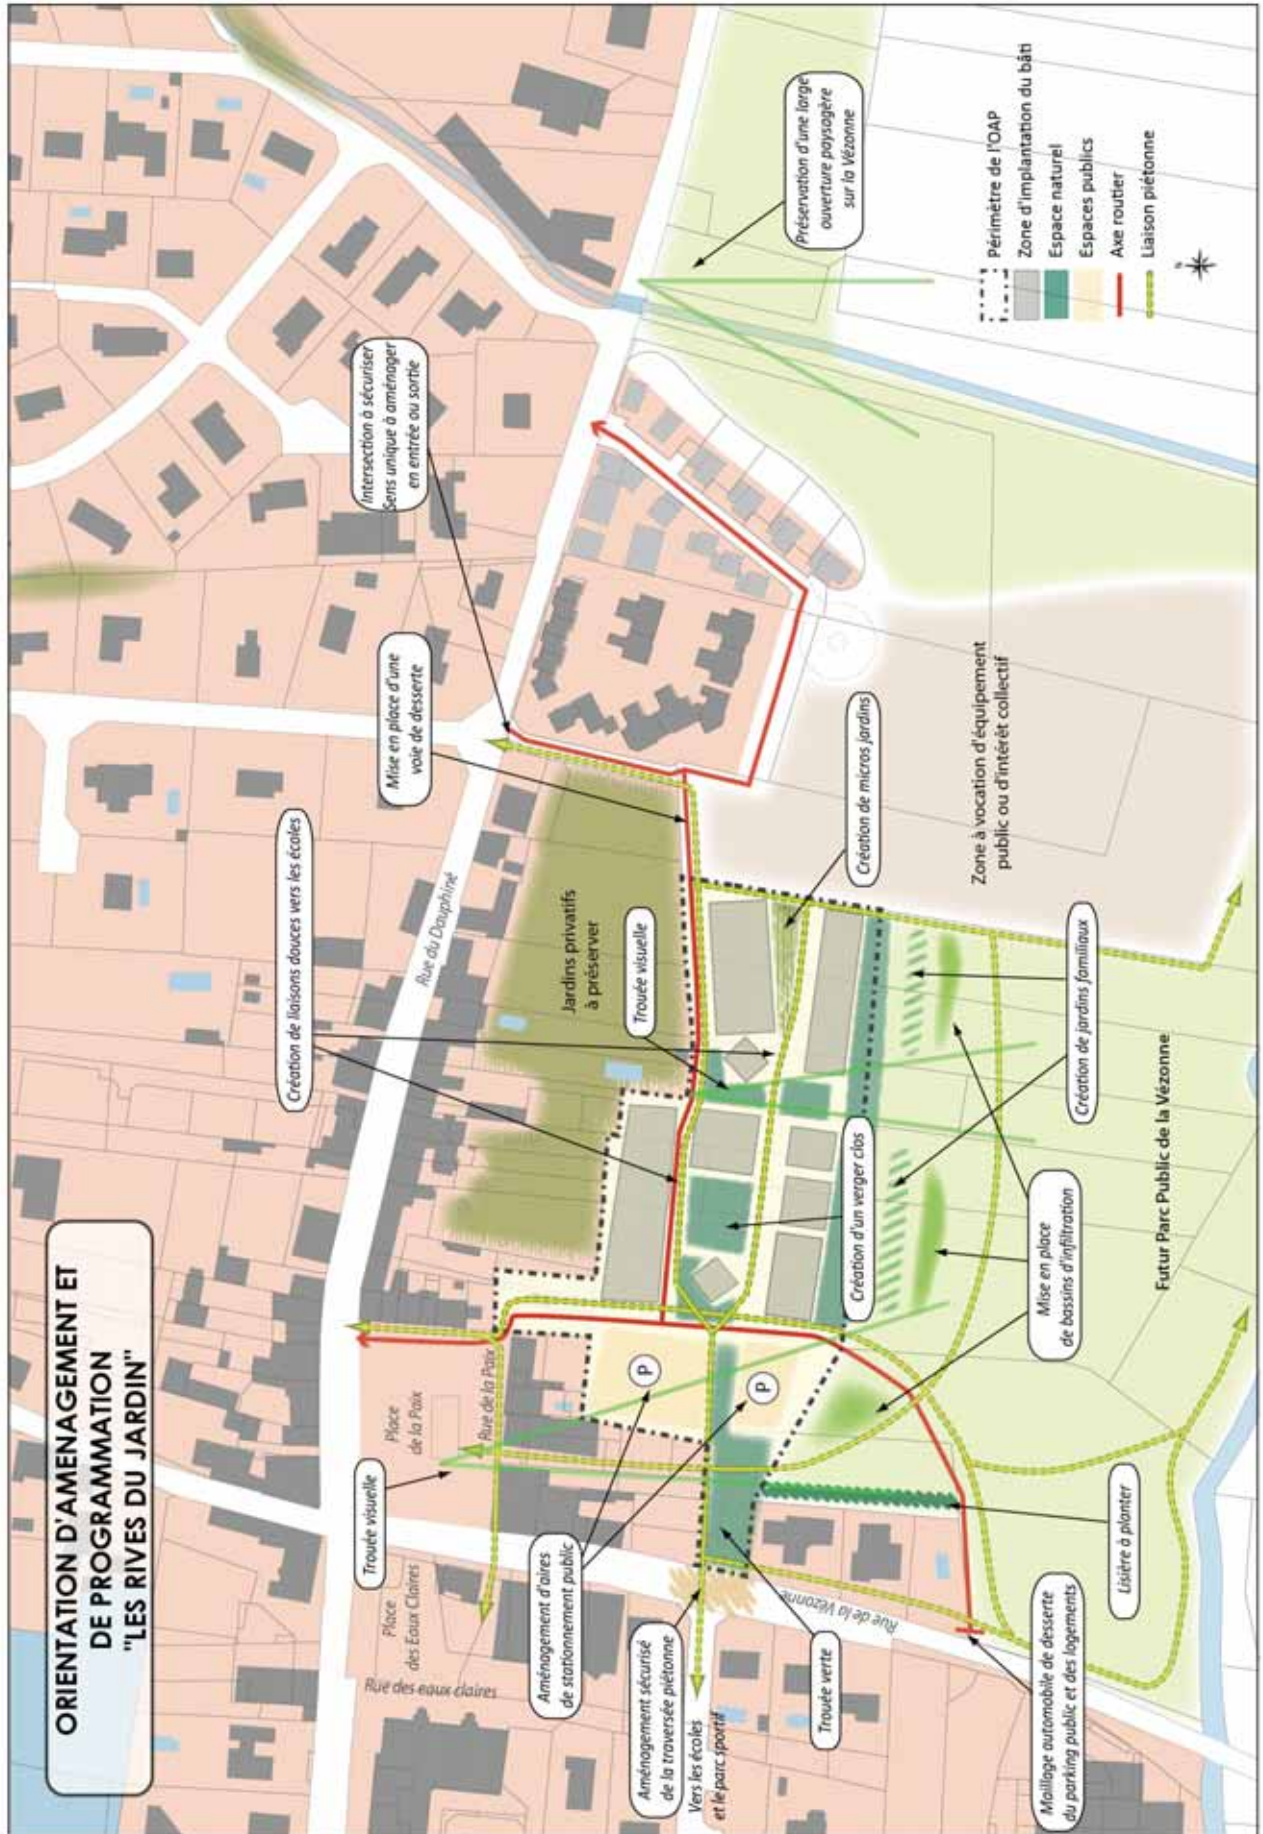 ORIENTATION D'AMENAGEMENT ET
DE PROGRAMMATION
"LES RIVES DU JARDIN"
Création de liaisons douces vers les écoles
Mise en place d'une
voie de desserte
Intersection à sécuriser
Sens unique à aménager
en entrée ou sortie
Préservation d'une large
ouverture paysagère
sur la Vézonne
Rue du Dauphiné
Jardins privatifs
à préserver
Trouée visuelle
Création de micros jardins
Zone à vocation d'équipement
public ou d'intérêt collectif
Trouée visuelle
Place
de la Paix
Rue de la Paix
Place
des Eaux Claires
Rue des eaux claires
P
P
Aménagement d'aires
de stationnement public
Aménagement sécurisé
de la traversée piétonne
Vers les écoles
et le parc sportif
Trouée verte
Rue de la Vézonne
Création d'un verger clos
Création de jardins familiaux
Mise en place
de bassins d'infiltration
Futur Parc Public de la Vézonne
Lisière à planter
Maillage automobile de desserte
du parking public et des logements
Périmètre de l'OAP
Zone d'implantation du bâti
Espace naturel
Espaces publics
Axe routier
Liaison piétonne
N